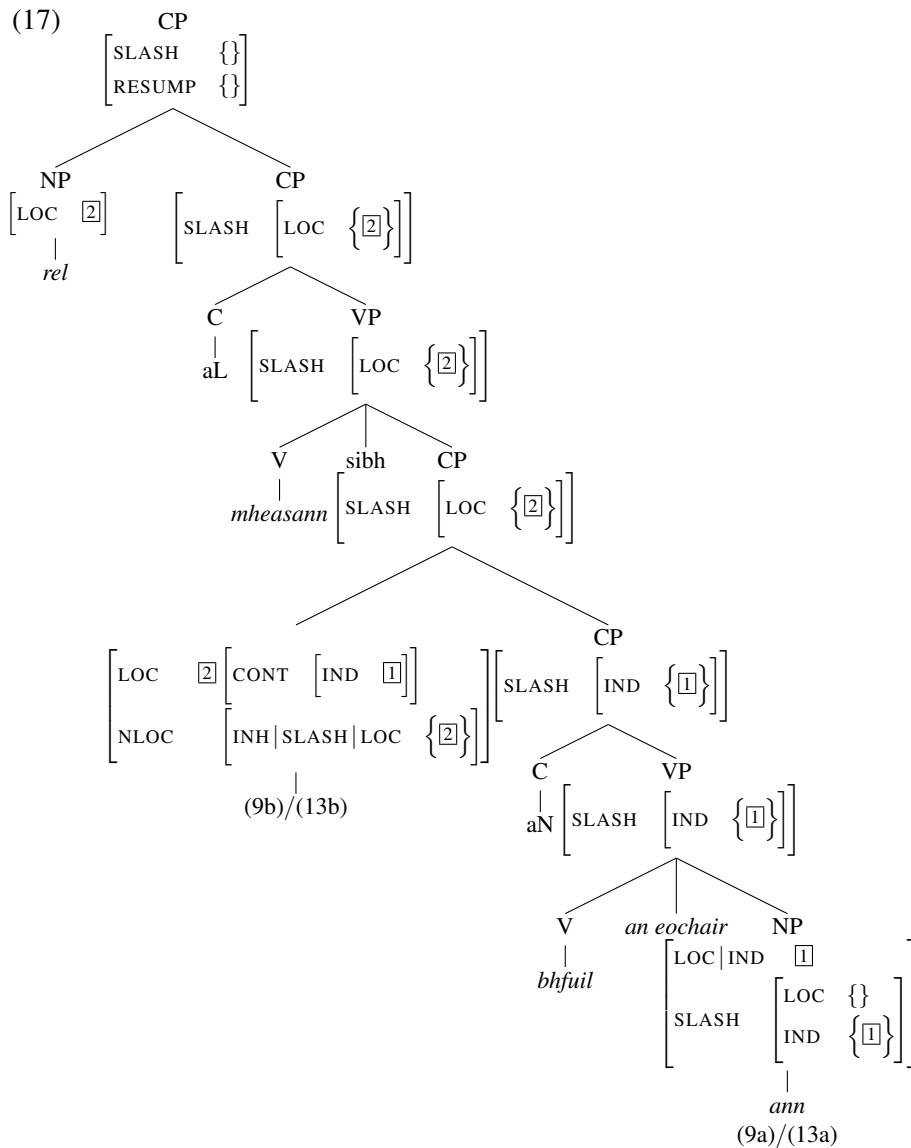 (17) CP
[SLASH {}]
[RESUMP {}]
NP CP
[LOC 2] [SLASH [LOC {2}]]
rel
C VP
aL [SLASH [LOC {2}]]
V sibh CP
mheasann [SLASH [LOC {2}]]
CP
[LOC 2[CONT [IND 1]] [SLASH [IND {1}]]
NLOC [INH|SLASH|LOC {2}]]
C VP
(9b)/(13b) aN [SLASH [IND {1}]]
V an eochair NP
bhfuil [LOC|IND 1
SLASH [LOC {}
IND {1}]]
ann
(9a)/(13a)